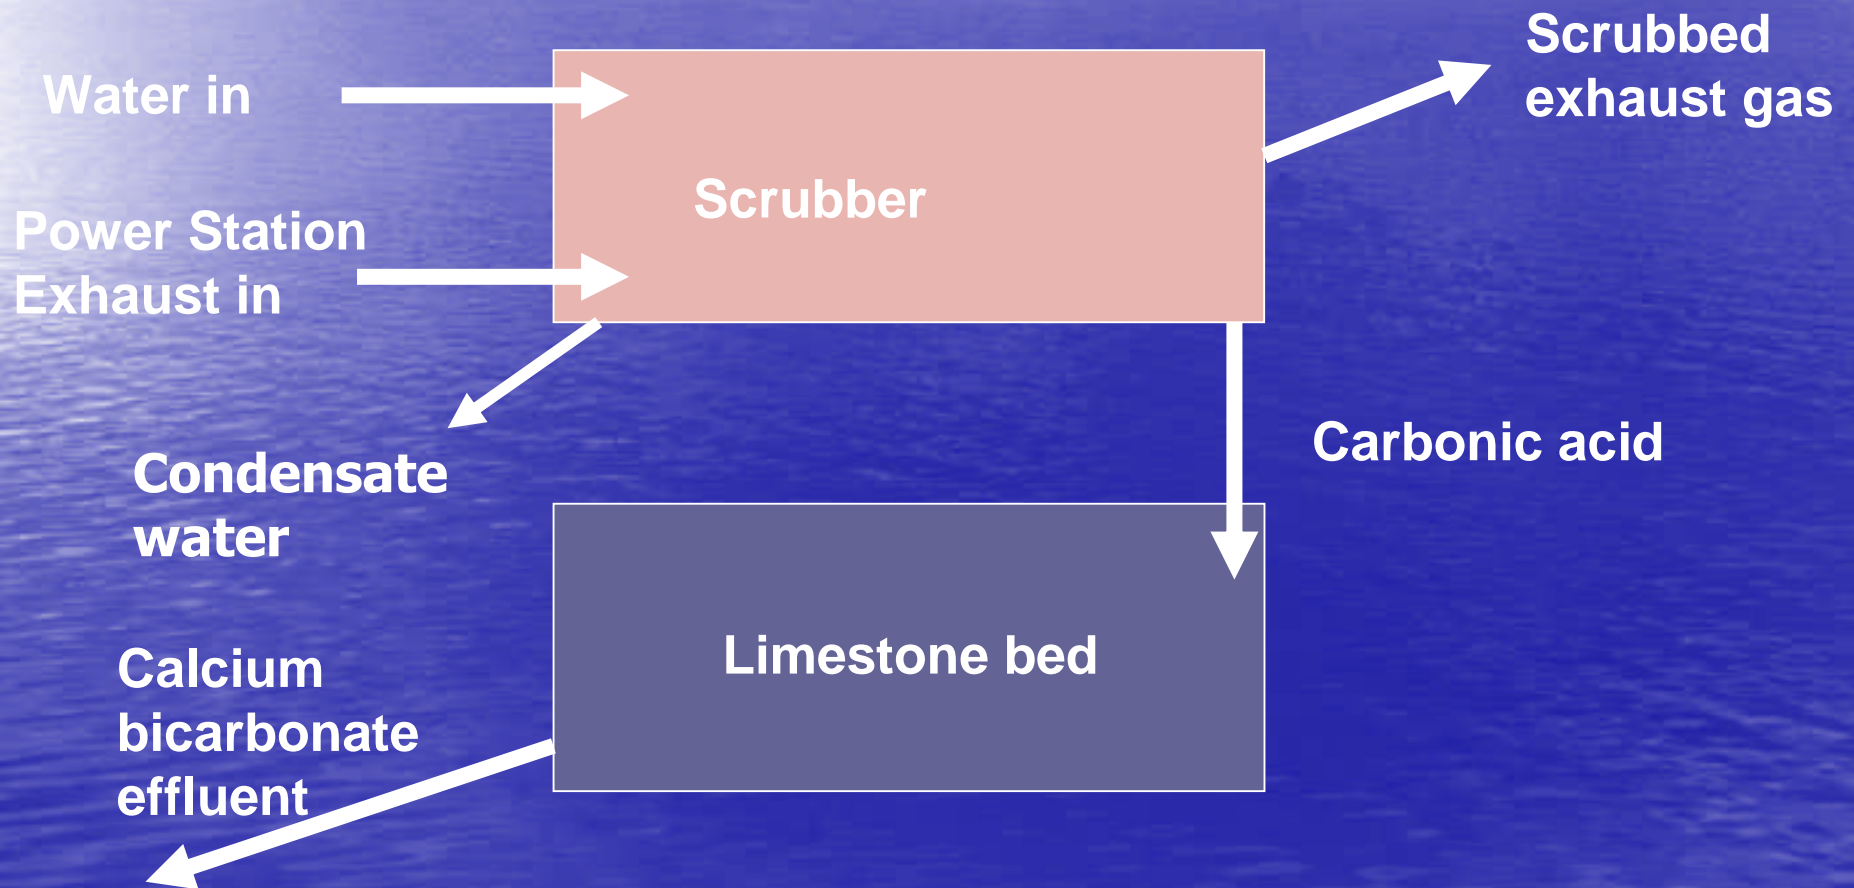 Scrubbed
exhaust gas
Water in
Scrubber
Power Station
Exhaust in
Carbonic acid
Condensate
water
Limestone bed
Calcium
bicarbonate
effluent